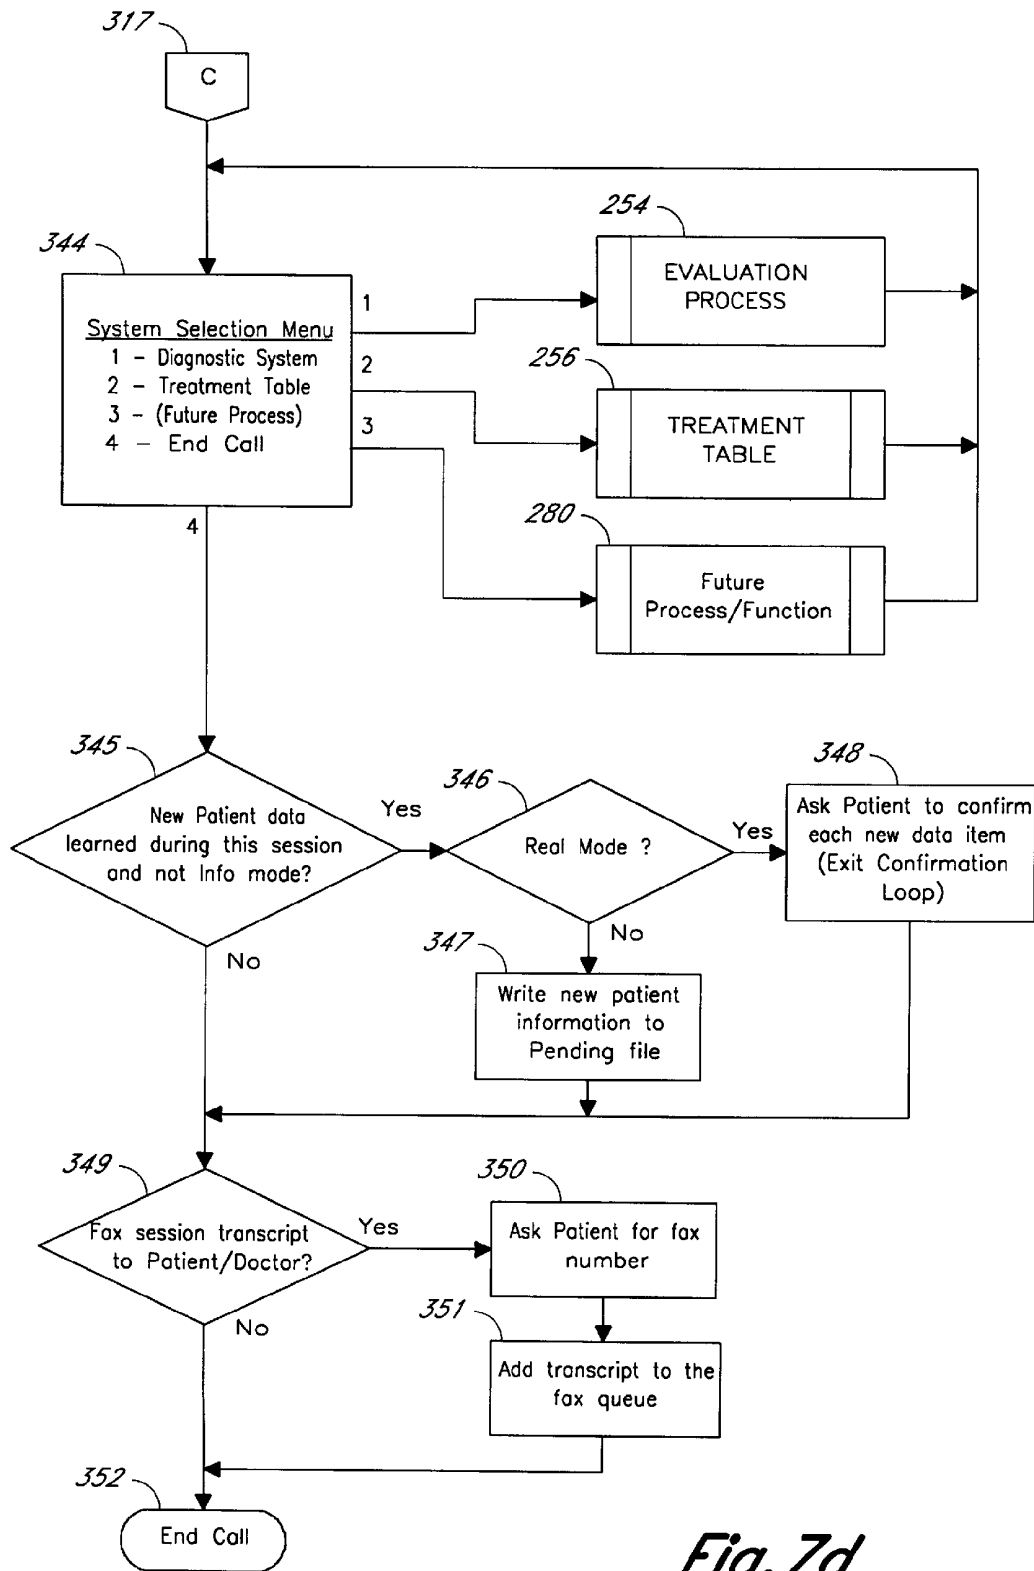 317
C
344
System Selection Menu
1 – Diagnostic System
2 – Treatment Table
3 – (Future Process)
4 – End Call
1
2
3
4
254
EVALUATION
PROCESS
256
TREATMENT
TABLE
280
Future
Process/Function
345
New Patient data
learned during this session
and not Info mode?
Yes
No
346
Real Mode ?
Yes
No
348
Ask Patient to confirm
each new data item
(Exit Confirmation
Loop)
347
Write new patient
information to
Pending file
349
Fax session transcript
to Patient/Doctor?
Yes
No
350
Ask Patient for fax
number
351
Add transcript to the
fax queue
352
End Call
Fig. 7d